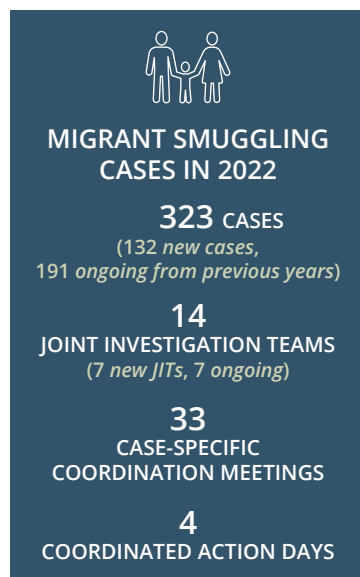 MIGRANT SMUGGLING
CASES IN 2022
323 CASES
(132 new cases,
191 ongoing from previous years)
14
JOINT INVESTIGATION TEAMS
(7 new JITs, 7 ongoing)
33
CASE-SPECIFIC
COORDINATION MEETINGS
4
COORDINATED ACTION DAYS